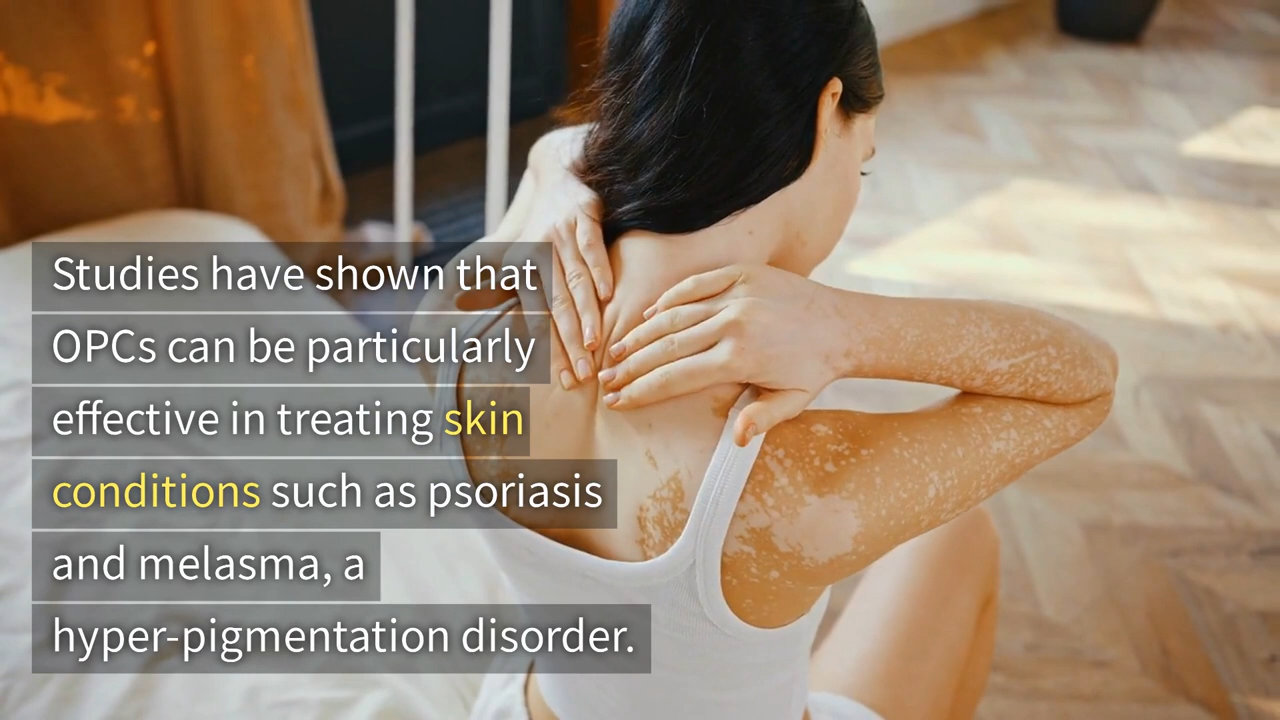 Studies have shown that
OPCs can be particularly
effective in treating skin
conditions such as psoriasis
and melasma, a
hyper-pigmentation disorder.